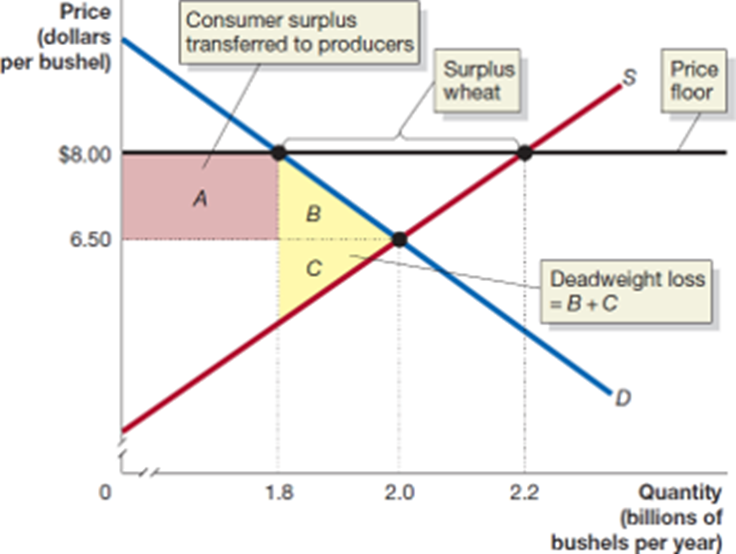 Price
(dollars
per bushel)
Consumer surplus
transferred to producers
Surplus
wheat
Price
floor
S
$8.00
A
B
6.50
C
Deadweight loss
= B + C
D
0
1.8
2.0
2.2
Quantity
(billions of
bushels per year)